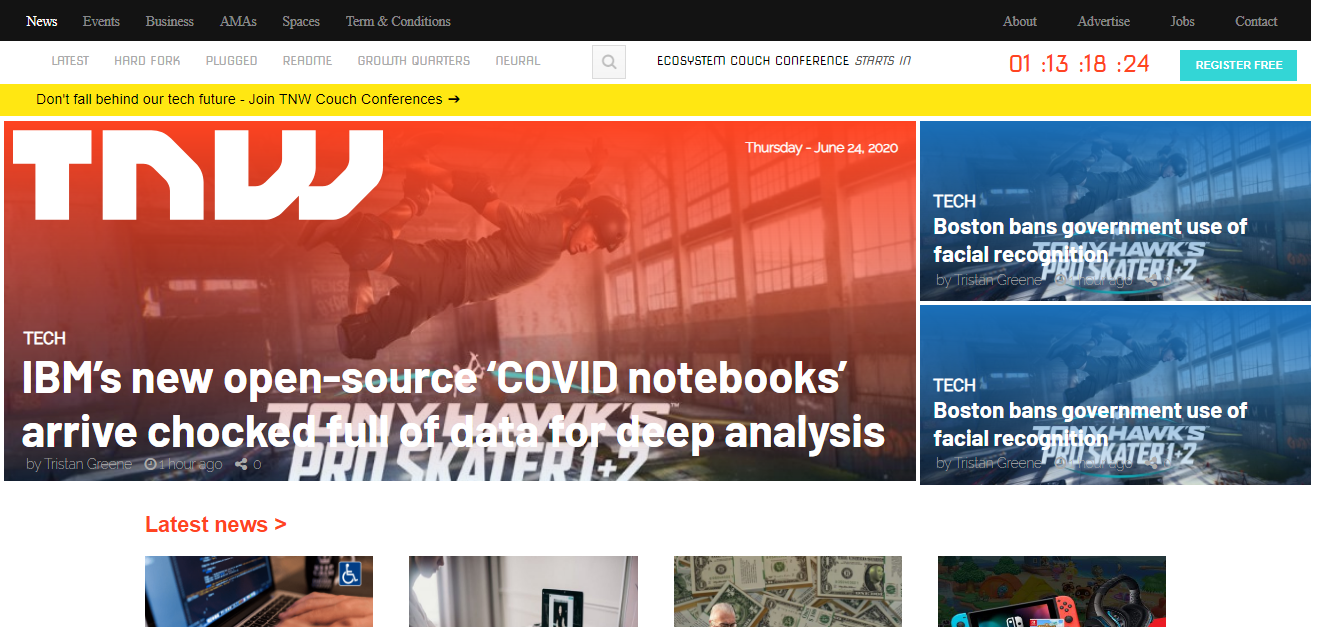 News Events Business AMAs Spaces Term & Conditions About Advertise Jobs Contact
LATEST HARD FORK PLUGGED README GROWTH QUARTERS NEURAL ECOSYSTEM COUCH CONFERENCE STARTS IN 01 :13 :18 :24 REGISTER FREE
Don't fall behind our tech future - Join TNW Couch Conferences →
TNW
Thursday - June 24, 2020
TECH
IBM’s new open-source ‘COVID notebooks’
arrive chocked full of data for deep analysis
by Tristan Greene 1 hour ago 0
TONY HAWK'S™
PRO SKATER 1+2
TECH
Boston bans government use of
facial recognition
by Tristan Greene 1 hour ago
TONY HAWK'S
PRO SKATER 1+2
TECH
Boston bans government use of
facial recognition
by Tristan Greene 1 hour ago
TONY HAWK'S
PRO SKATER 1+2
Latest news >